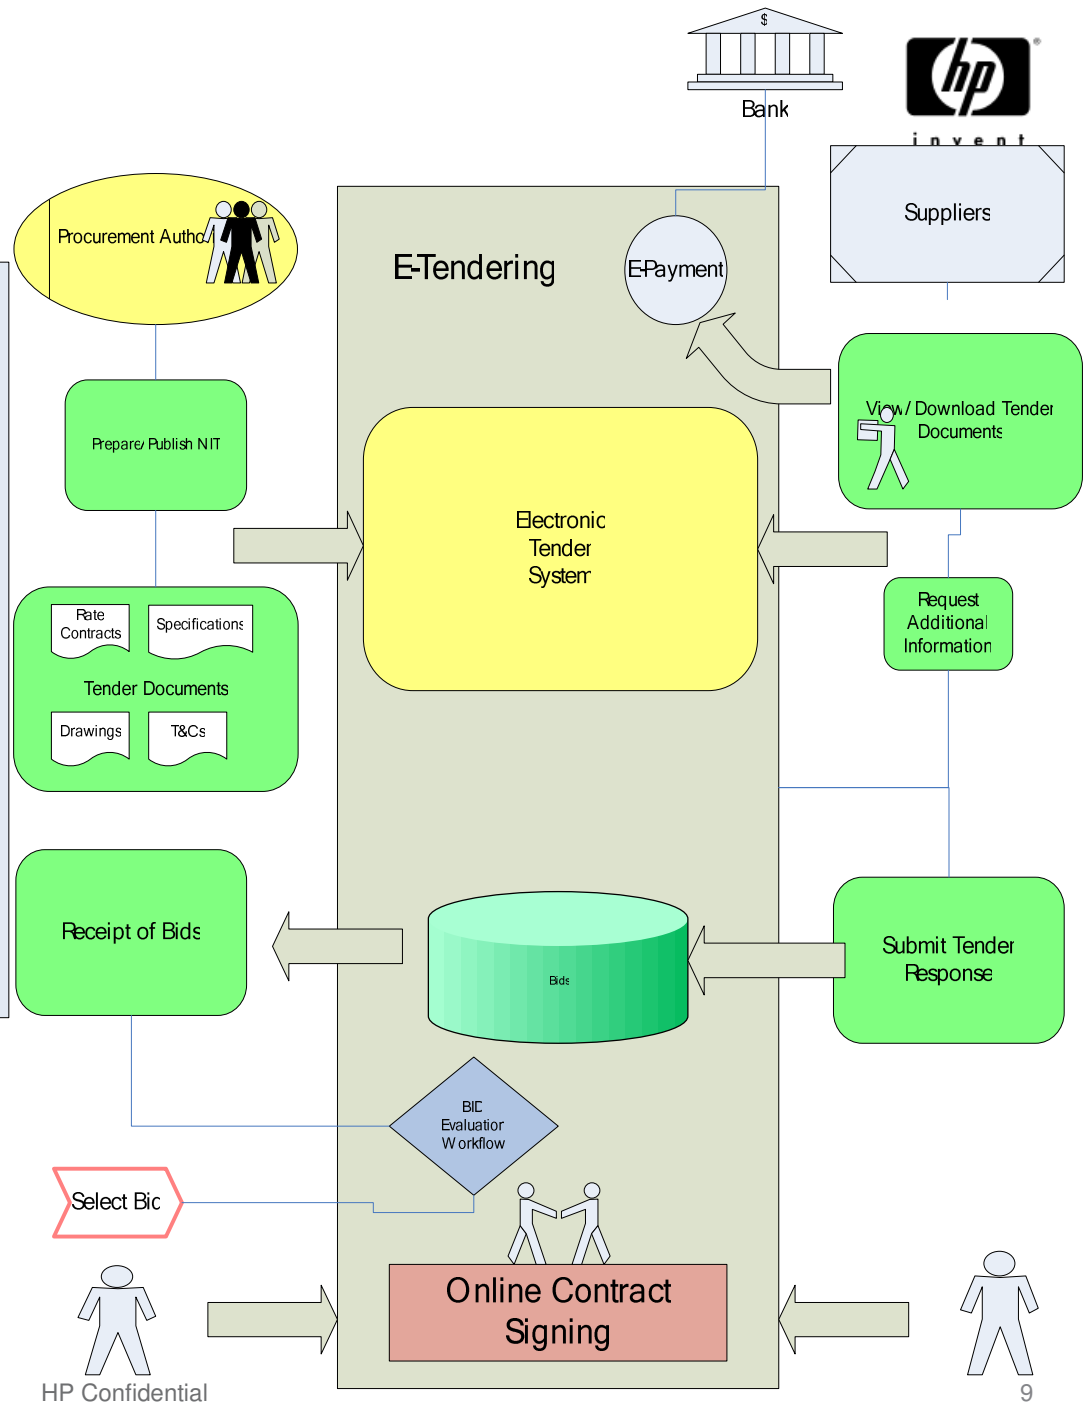 $
Bank
hp
®
invent
Suppliers
Procurement Autho
E-Tendering
E-Payment
View/ Download Tender
Documents
Prepare/ Publish NIT
Electronic
Tender
System
Request
Additional
Information
Rate
Contracts
Specifications
Tender Documents
Drawings
T&Cs
Receipt of Bids
Bids
Submit Tender
Response
BID
Evaluation
Workflow
Select Bid
Online Contract
Signing
HP Confidential
9